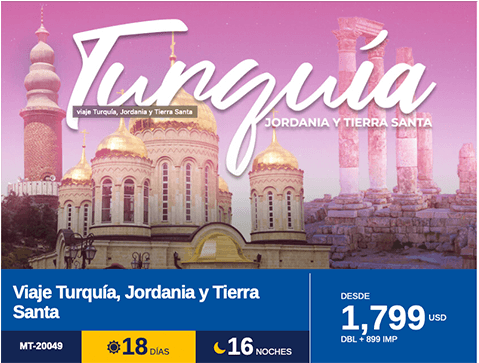 Turquía
viaje Turquía, Jordania y Tierra Santa
JORDANIA Y TIERRA SANTA
Viaje Turquía, Jordania y Tierra
Santa
MT-20049
18 DÍAS
16 NOCHES
DESDE
1,799 USD
DBL + 899 IMP